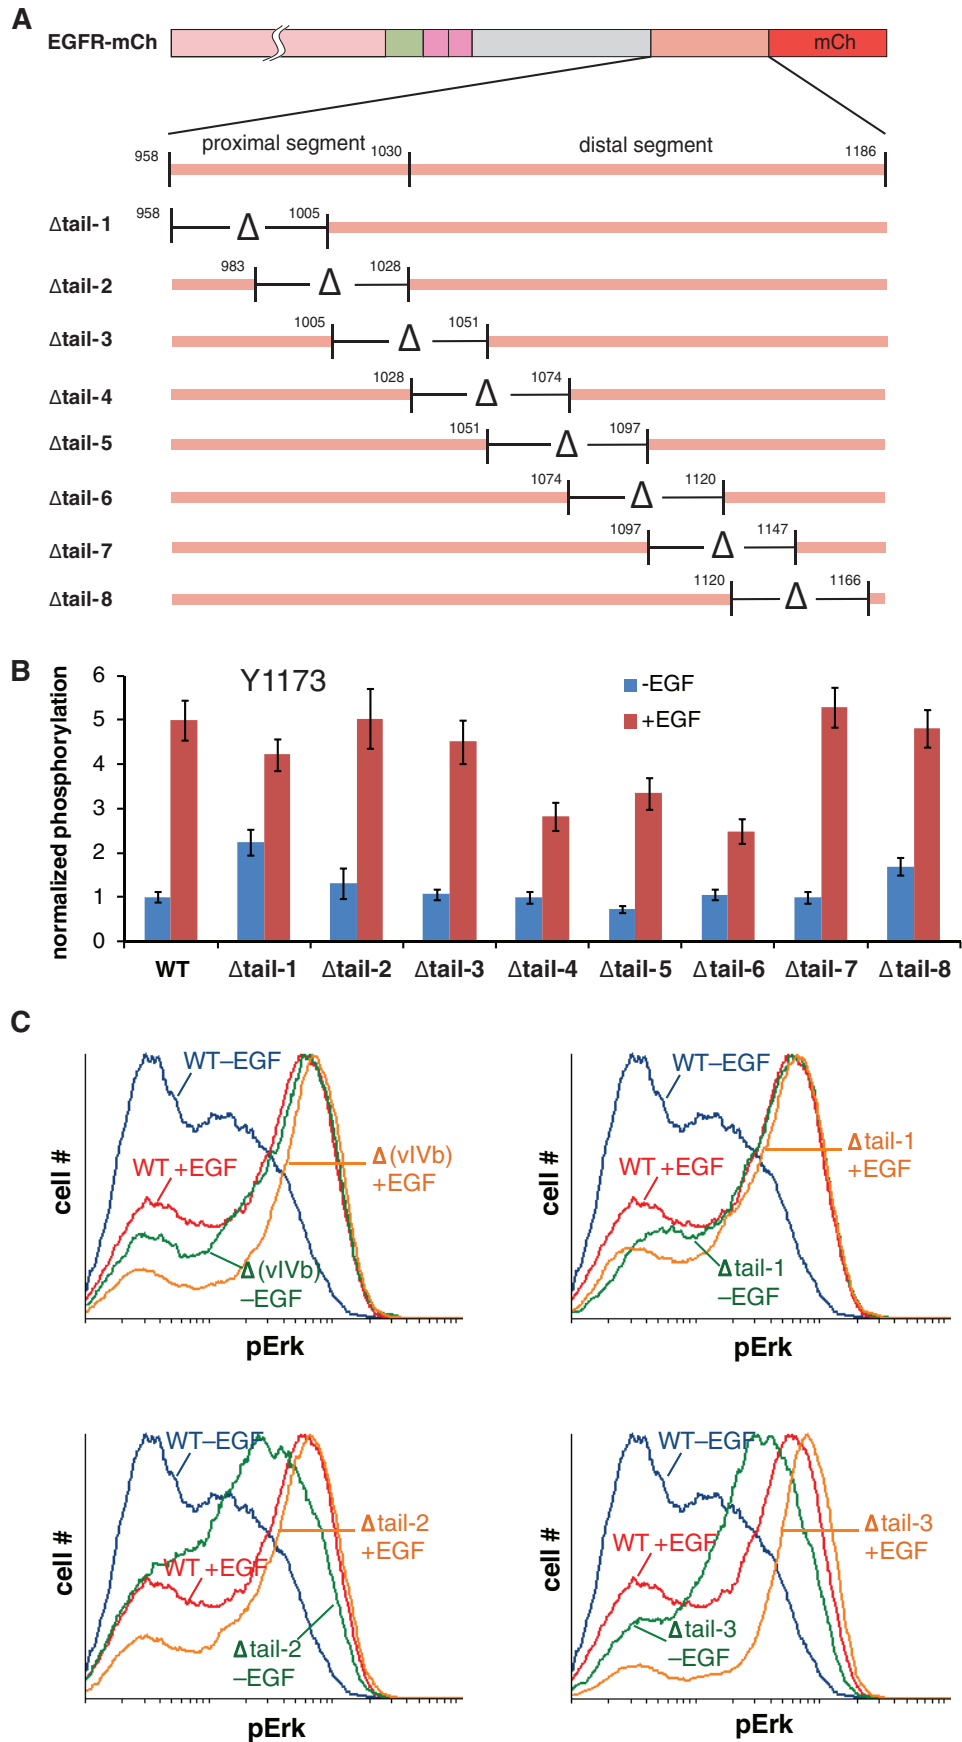 A
EGFR-mCh
mCh
proximal segment
distal segment
958
1030
1186
Δtail-1
958
Δ
1005
Δtail-2
983
Δ
1028
Δtail-3
1005
Δ
1051
Δtail-4
1028
Δ
1074
Δtail-5
1051
Δ
1097
Δtail-6
1074
Δ
1120
Δtail-7
1097
Δ
1147
Δtail-8
1120
Δ
1166
B
Y1173
-EGF
+EGF
normalized phosphorylation
6
5
4
3
2
1
0
WT
Δtail-1
Δtail-2
Δtail-3
Δtail-4
Δtail-5
Δtail-6
Δtail-7
Δtail-8
C
WT–EGF
WT +EGF
Δ(vIVb)
+EGF
Δ(vIVb)
–EGF
cell #
pErk
WT–EGF
WT +EGF
Δtail-1
+EGF
Δtail-1
–EGF
cell #
pErk
WT–EGF
WT +EGF
Δtail-2
+EGF
Δtail-2
–EGF
cell #
pErk
WT–EGF
WT +EGF
Δtail-3
+EGF
Δtail-3
–EGF
cell #
pErk